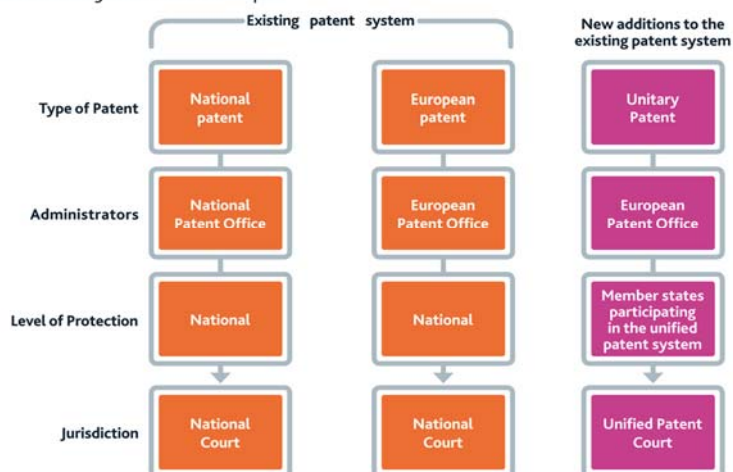 Existing patent system
New additions to the
existing patent system
Type of Patent
National
patent
European
patent
Unitary
Patent
Administrators
National
Patent Office
European
Patent Office
European
Patent Office
Level of Protection
National
National
Member states
participating
in the unified
patent system
Jurisdiction
National
Court
National
Court
Unified Patent
Court